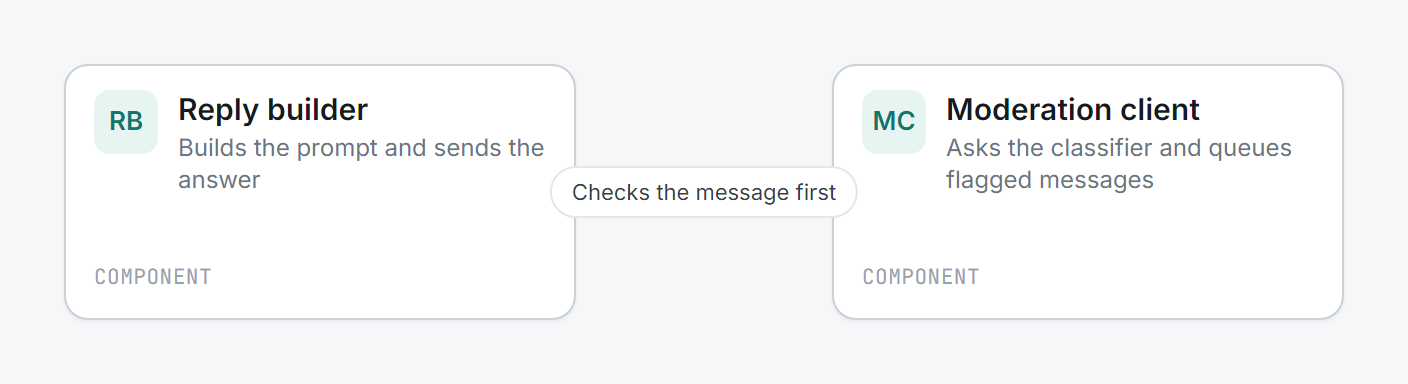 RB
Reply builder
Builds the prompt and sends the
answer
COMPONENT
Checks the message first
MC
Moderation client
Asks the classifier and queues
flagged messages
COMPONENT